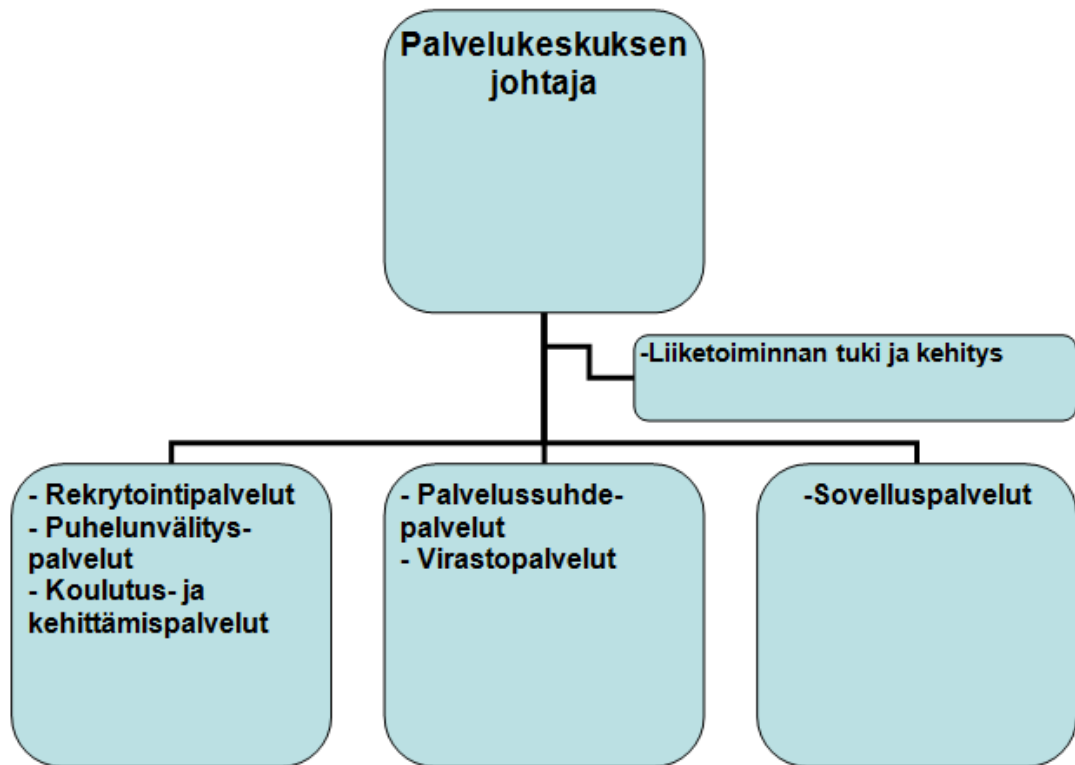 Palvelukeskuksen
johtaja
-Liiketoiminnan tuki ja kehitys
- Rekrytointipalvelut
- Puhelunvälitys-
palvelut
- Koulutus- ja
kehittämispalvelut
- Palvelussuhde-
palvelut
- Virastopalvelut
-Sovelluspalvelut